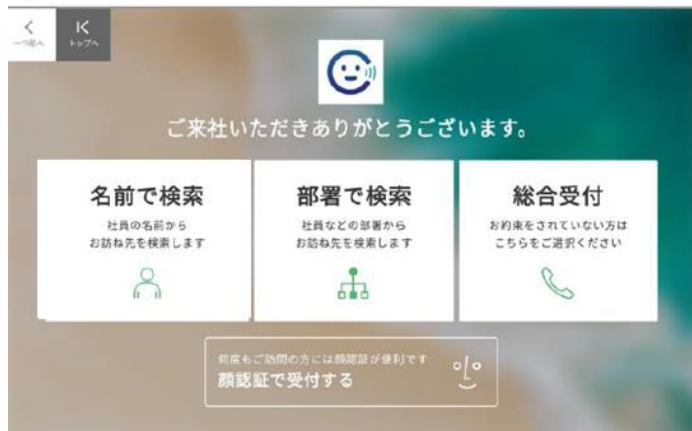 一つ前へ
トップへ
ご来社いただきありがとうございます。
名前で検索
社員の名前から
お訪ね先を検索します
部署で検索
社員などの部署から
お訪ね先を検索します
総合受付
お約束をされていない方は
こちらをご選択ください
何度もご訪問の方には顔認証が便利です
顔認証で受付する